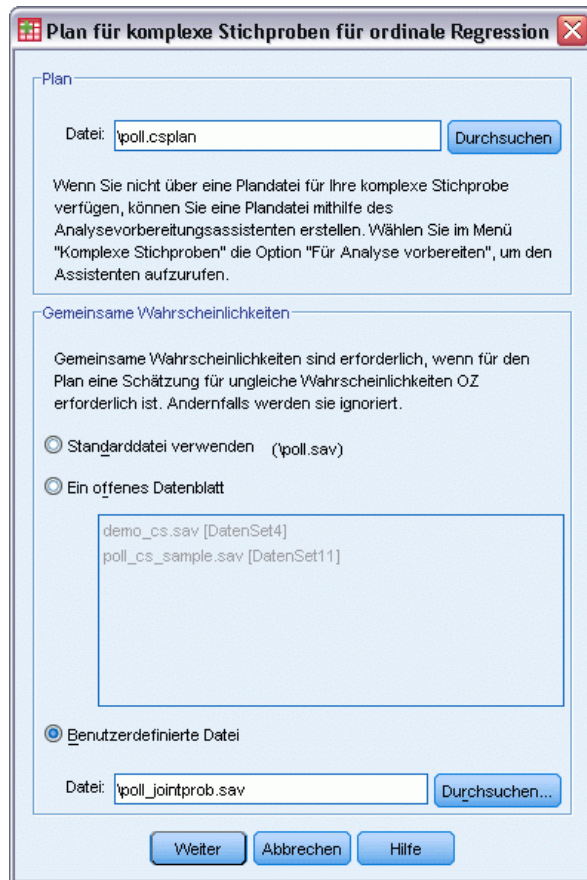 Plan für komplexe Stichproben für ordinale Regression
Plan
Datei: \poll.csplan Durchsuchen
Wenn Sie nicht über eine Plandatei für Ihre komplexe Stichprobe
verfügen, können Sie eine Plandatei mithilfe des
Analysevorbereitungsassistenten erstellen. Wählen Sie im Menü
"Komplexe Stichproben" die Option "Für Analyse vorbereiten", um den
Assistenten aufzurufen.
Gemeinsame Wahrscheinlichkeiten
Gemeinsame Wahrscheinlichkeiten sind erforderlich, wenn für den
Plan eine Schätzung für ungleiche Wahrscheinlichkeiten OZ
erforderlich ist. Andernfalls werden sie ignoriert.
Standarddatei verwenden (\poll.sav)
Ein offenes Datenblatt
demo_cs.sav [DatenSet4]
poll_cs_sample.sav [DatenSet11]
Benutzerdefinierte Datei
Datei: \poll_jointprob.sav Durchsuchen...
Weiter Abbrechen Hilfe